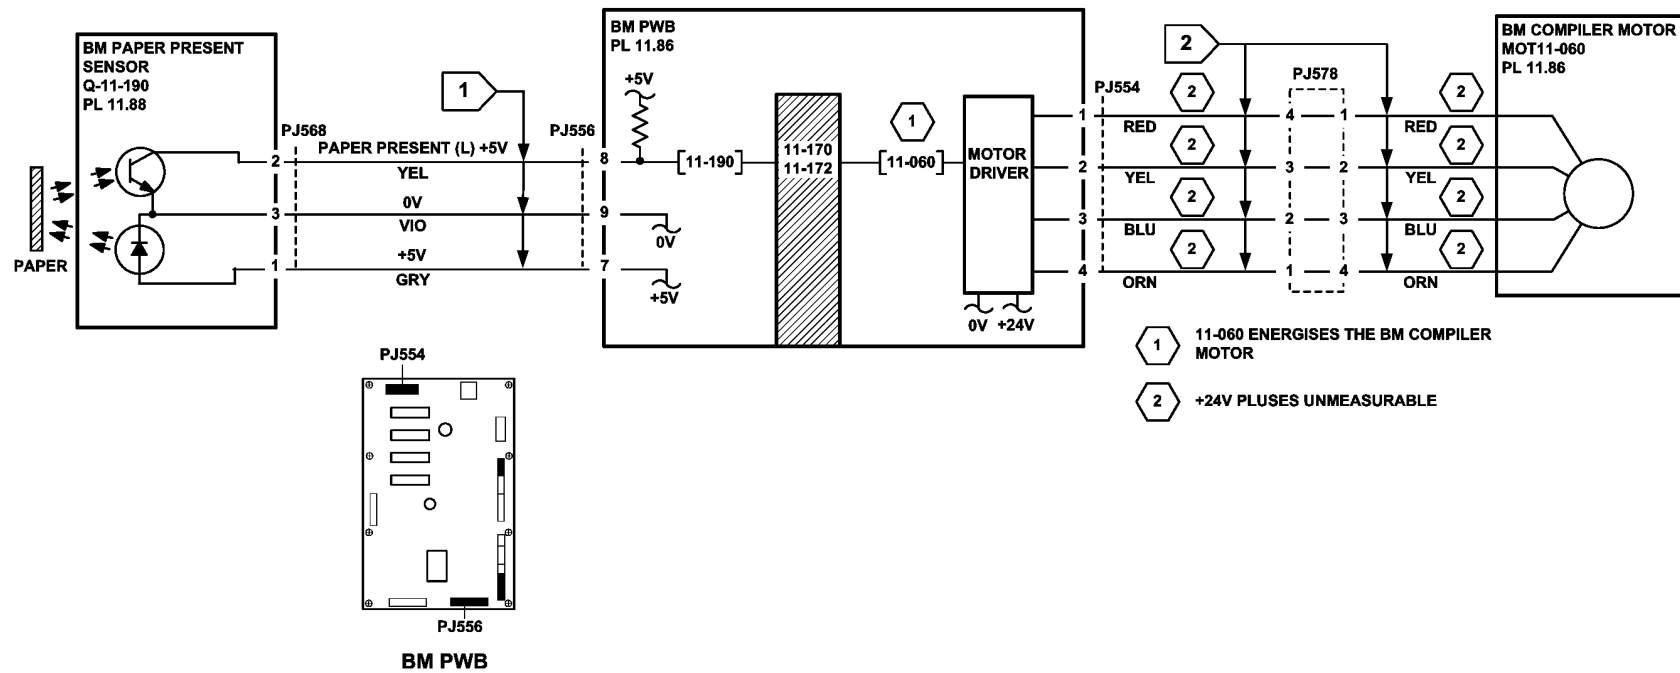 BM PAPER PRESENT
SENSOR
Q-11-190
PL 11.88
PAPER
2
3
1
PJ568
1
PAPER PRESENT (L) +5V
YEL
0V
VIO
+5V
GRY
PJ556
8
9
7
BM PWB
PL 11.86
+5V
0V
+5V
[11-190]
11-170
11-172
1
[11-060]
MOTOR
DRIVER
0V +24V
PJ554
1
2
3
4
2
PJ578
2
RED
4 1
2
RED
2
YEL
3 2
2
YEL
2
BLU
2 3
2
BLU
2
ORN
1 4
2
ORN
BM COMPILER MOTOR
MOT11-060
PL 11.86
1 11-060 ENERGISES THE BM COMPILER
MOTOR
2 +24V PLUSES UNMEASURABLE
PJ554
PJ556
BM PWB